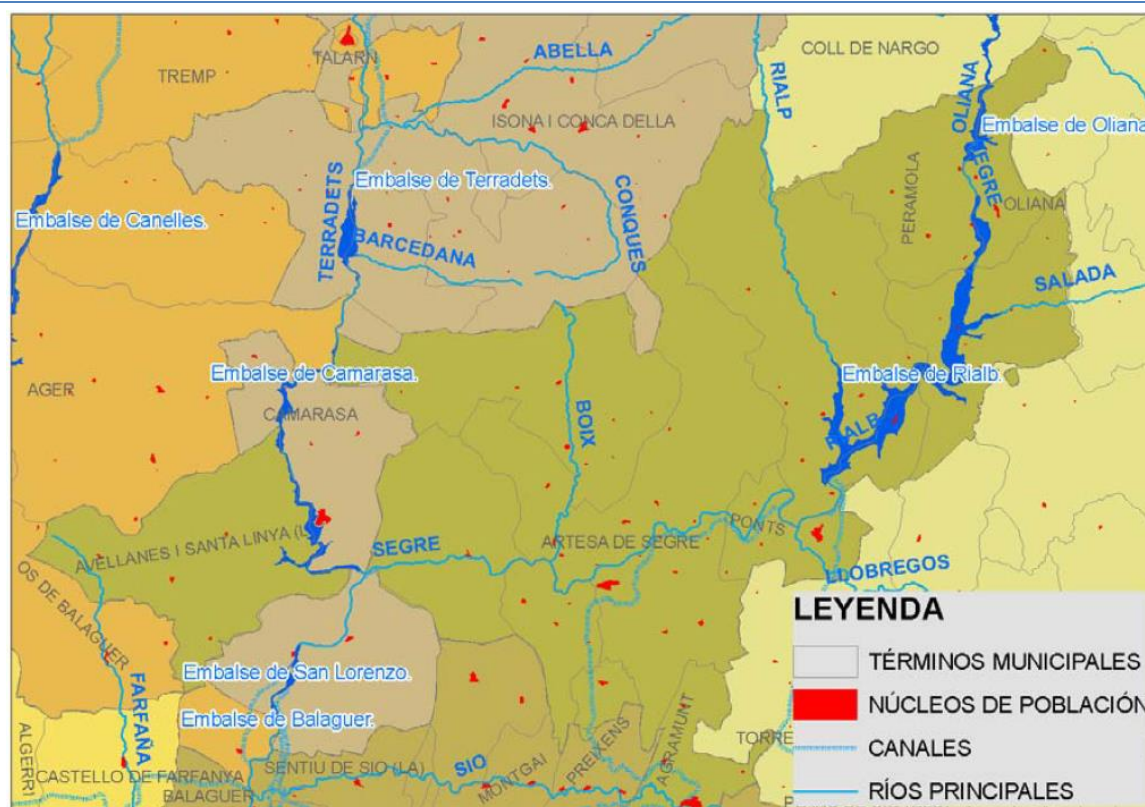 COLL DE NARGO
TALARN
ABELLA
TREMP
RIALP
OLIANA
ISONA I CONCA DELLA
Embalse de Oliana
Embalse de Terradets.
SEGRE
PERAMOLA
OLIANA
Embalse de Canelles.
TERRADETS
BARCEDANA
CONQUES
SALADA
Embalse de Camarasa.
Embalse de Rialb.
AGER
CAMARASA
BOIX
RIALB
AVELLANES I SANTA LINYA (L
SEGRE
ARTESA DE SEGRE
PONTS
LLOBREGOS
OS DE BALAGUER
LEYENDA
TÉRMINOS MUNICIPALES
Embalse de San Lorenzo.
FARFAÑA
NÚCLEOS DE POBLACIÓN
Embalse de Balaguer.
AGRAMUNT
PREIXENS
TORRE
ALGERRI
CANALES
SENTIU DE SIO (LA)
SIO
MONTGAI
CASTELLO DE FARFANYA
BALAGUER
RÍOS PRINCIPALES